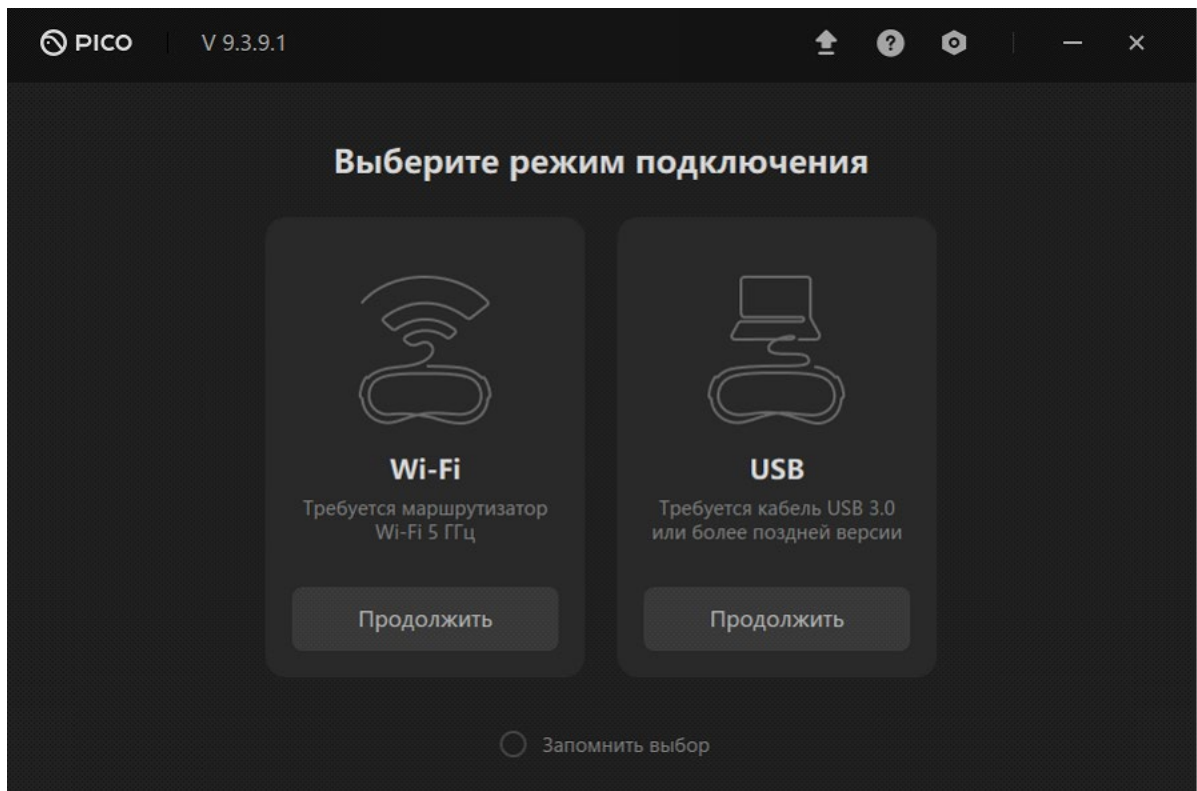 PICO
V 9.3.9.1
Выберите режим подключения
Wi-Fi
Требуется маршрутизатор
Wi-Fi 5 ГГц
Продолжить
USB
Требуется кабель USB 3.0
или более поздней версии
Продолжить
Запомнить выбор